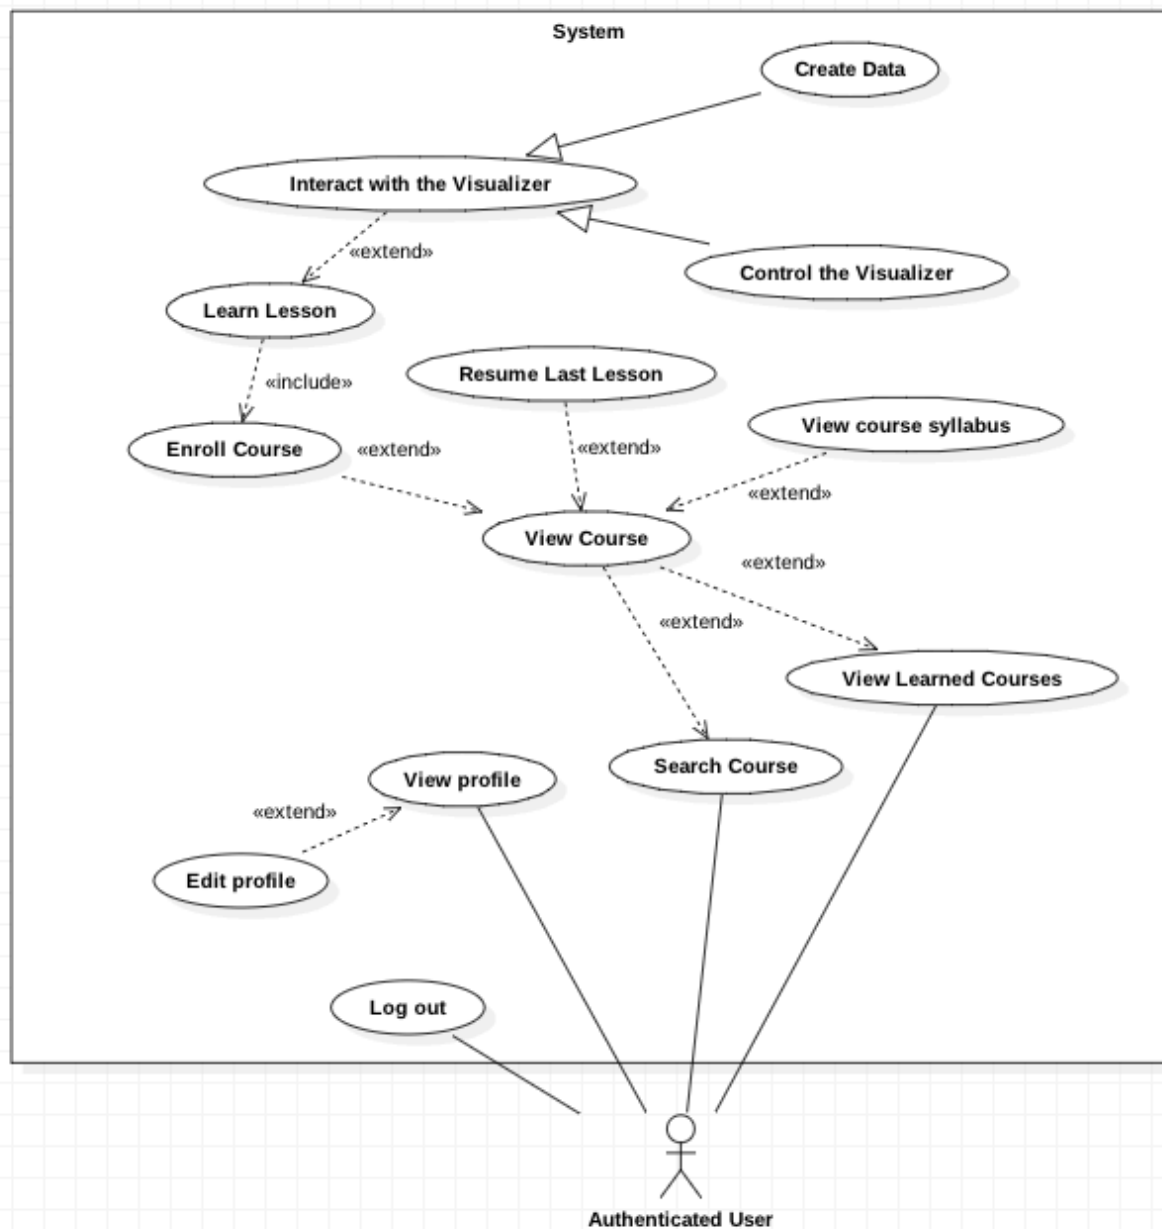 System
Create Data
Interact with the Visualizer
«extend»
Control the Visualizer
Learn Lesson
«include»
Resume Last Lesson
View course syllabus
Enroll Course
«extend»
«extend»
«extend»
View Course
«extend»
«extend»
View Learned Courses
Search Course
View profile
«extend»
Edit profile
Log out
Authenticated User